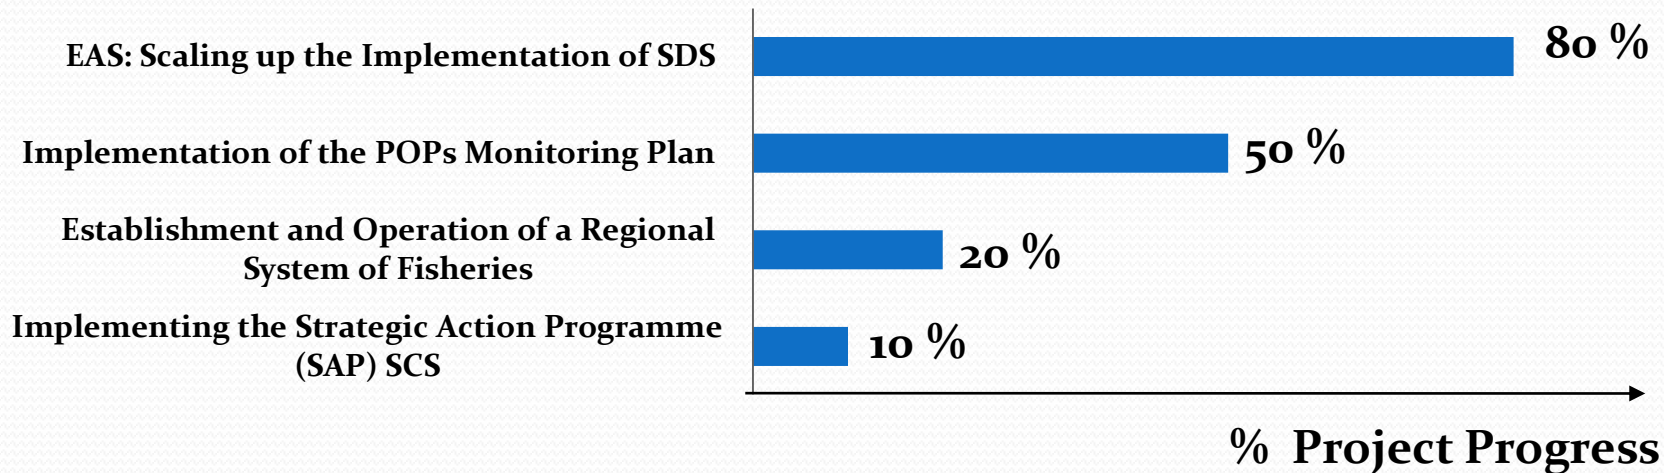 EAS: Scaling up the Implementation of SDS
80 %
Implementation of the POPs Monitoring Plan
50 %
Establishment and Operation of a Regional
System of Fisheries
20 %
Implementing the Strategic Action Programme
(SAP) SCS
10 %
% Project Progress